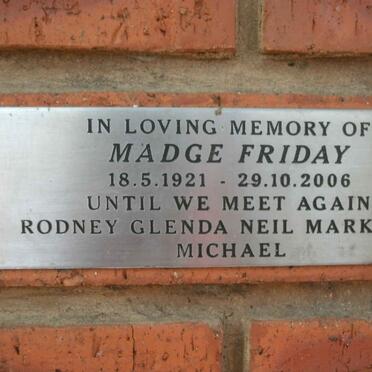 IN LOVING MEMORY OF
MADGE FRIDAY
18.5.1921 - 29.10.2006
UNTIL WE MEET AGAIN
RODNEY GLENDA NEIL MARK
MICHAEL